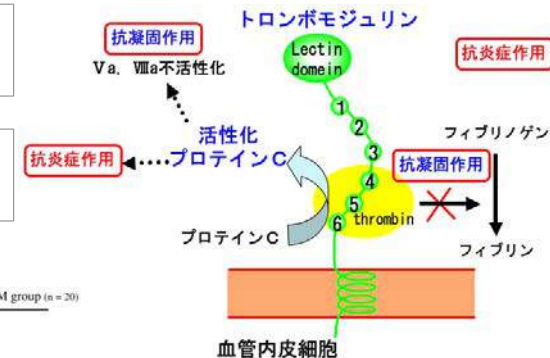 トロンボモジュリン
抗凝固作用
Ⅴa, Ⅷa不活性化
Lectin
domein
抗炎症作用
1
2
3
4
5
6
活性化
プロテインC
抗炎症作用
フィブリノゲン
抗凝固作用
thrombin
プロテインC
フィブリン
M group (n = 20)
血管内皮細胞